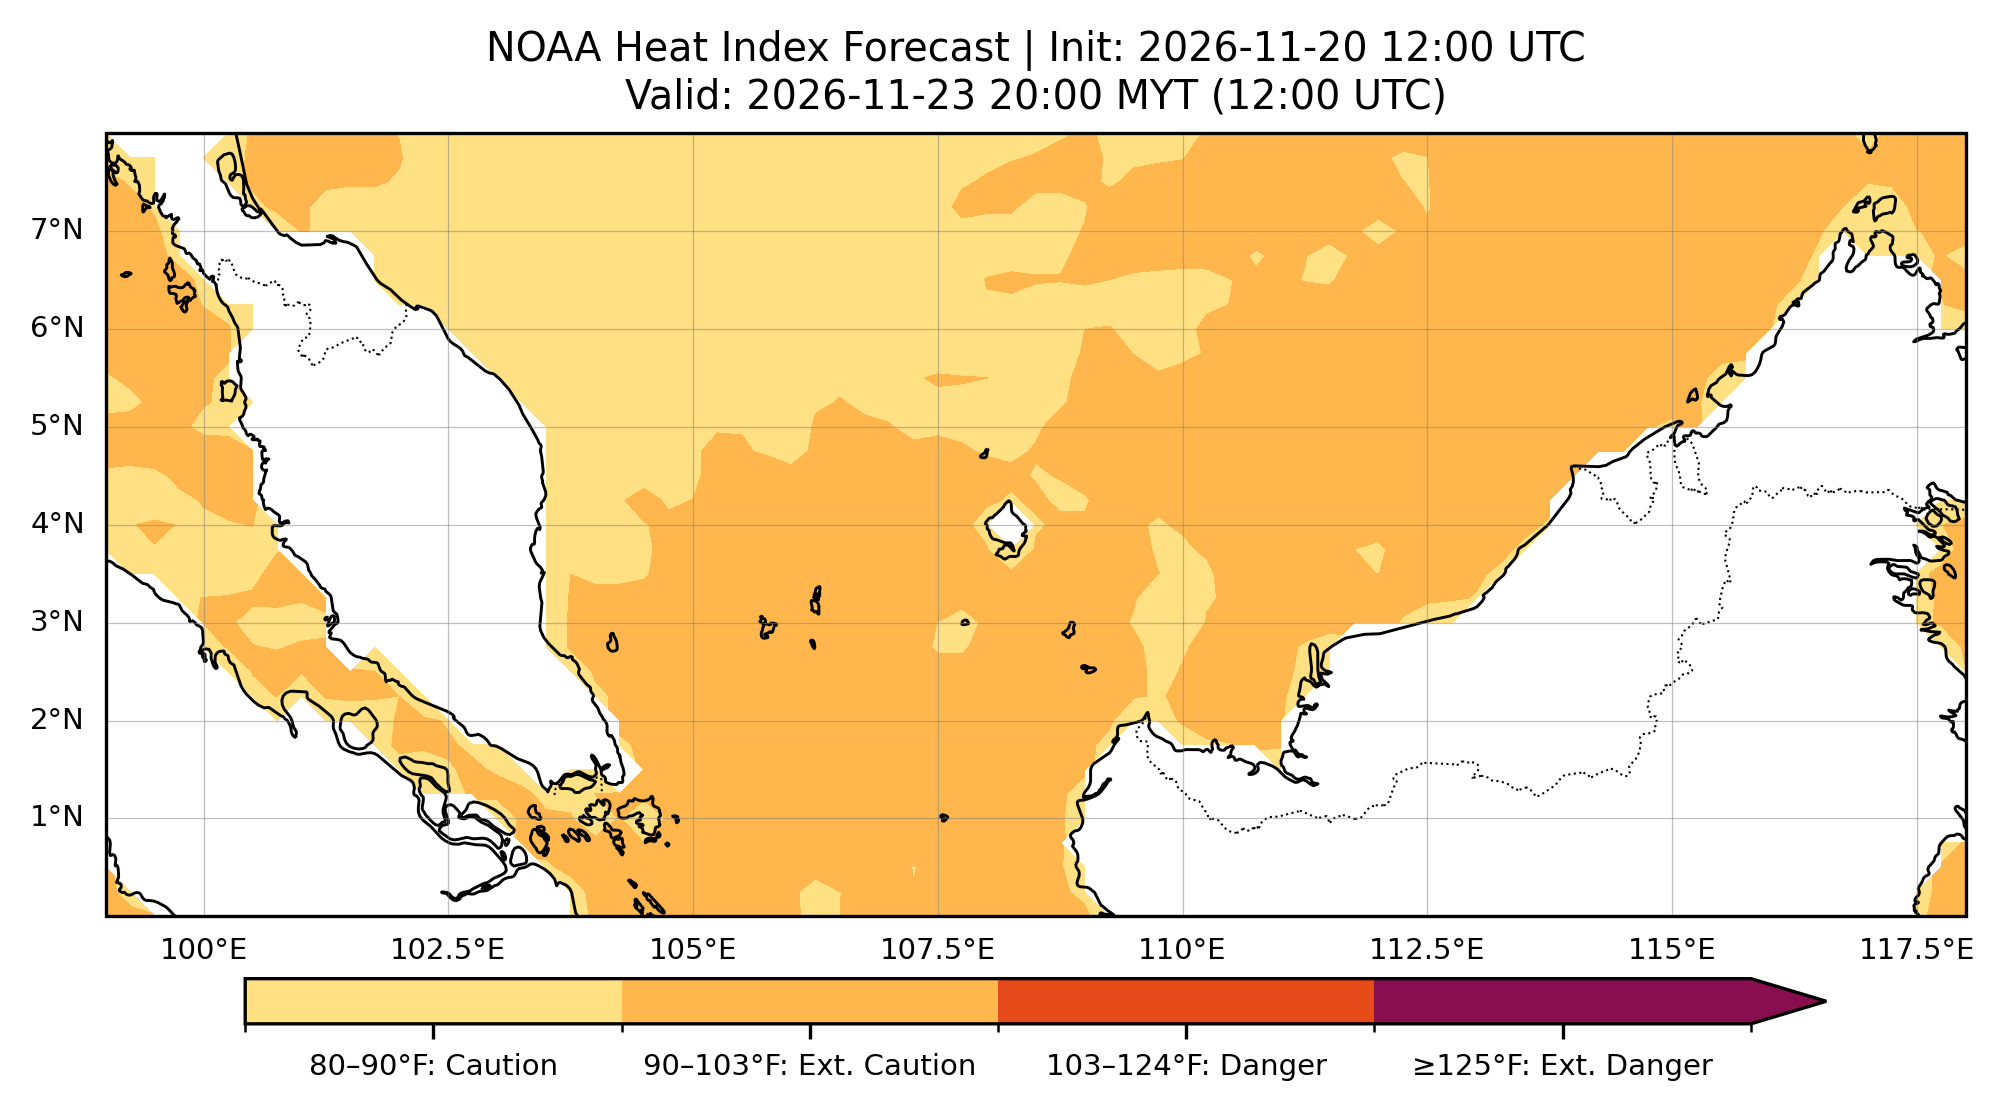 NOAA Heat Index Forecast | Init: 2026-11-20 12:00 UTC
Valid: 2026-11-23 20:00 MYT (12:00 UTC)
7°N
6°N
5°N
4°N
3°N
2°N
1°N
100°E 102.5°E 105°E 107.5°E 110°E 112.5°E 115°E 117.5°E
80–90°F: Caution 90–103°F: Ext. Caution 103–124°F: Danger ≥125°F: Ext. Danger